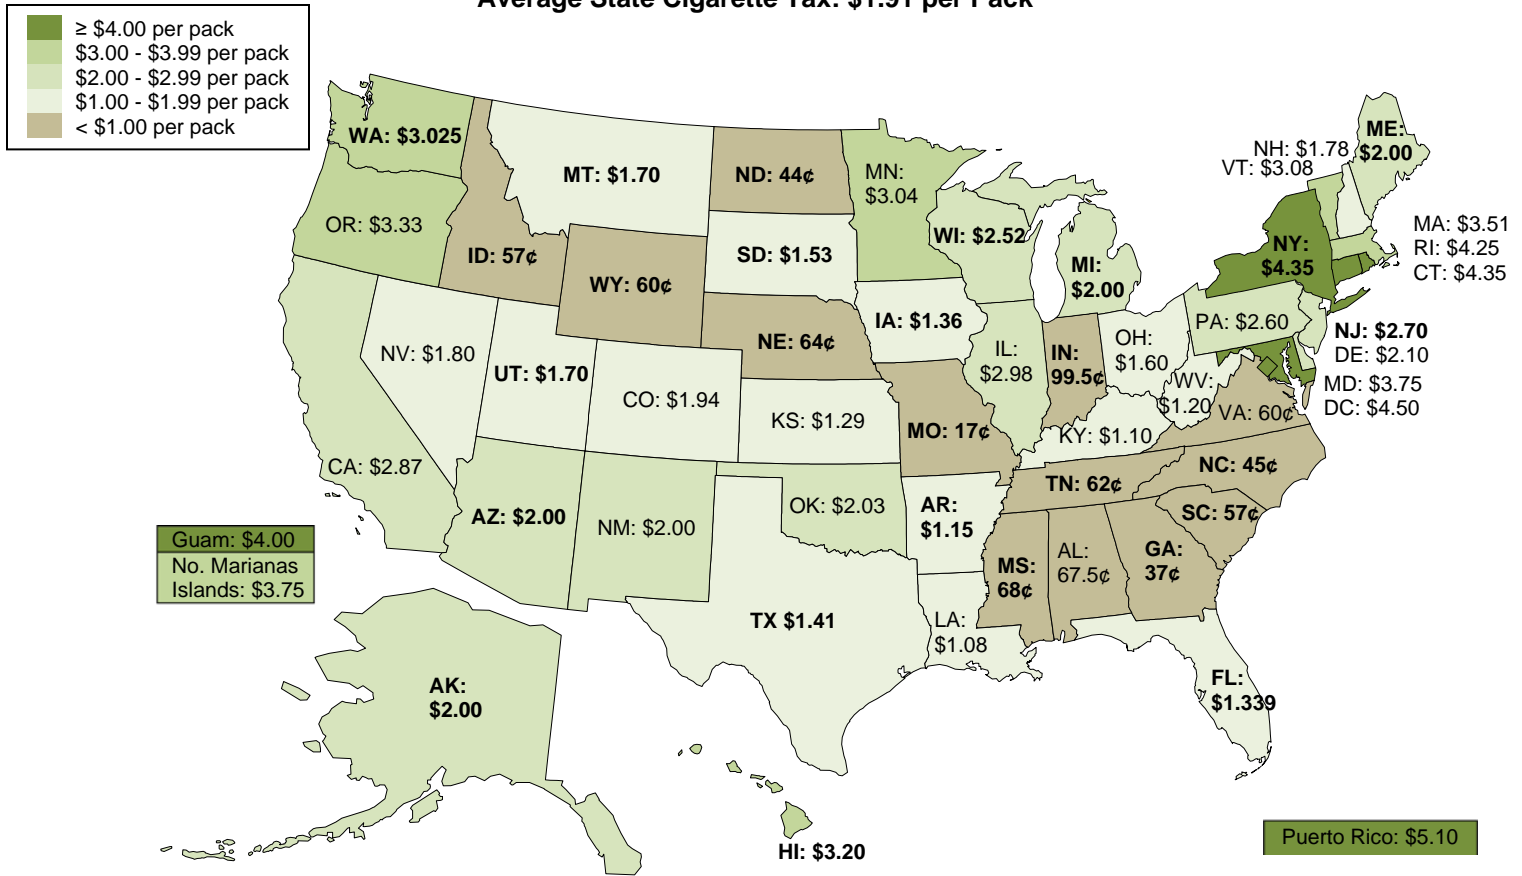 Average State Cigarette Tax: $1.91 per Pack
≥ $4.00 per pack
$3.00 - $3.99 per pack
$2.00 - $2.99 per pack
$1.00 - $1.99 per pack
< $1.00 per pack
WA: $3.025
OR: $3.33
ID: 57¢
MT: $1.70
ND: 44¢
MN:
$3.04
SD: $1.53
WY: 60¢
WI: $2.52
MI:
$2.00
NH: $1.78
VT: $3.08
ME:
$2.00
NY:
$4.35
MA: $3.51
RI: $4.25
CT: $4.35
NV: $1.80
UT: $1.70
CO: $1.94
NE: 64¢
IA: $1.36
IL:
$2.98
IN:
99.5¢
OH:
$1.60
PA: $2.60
NJ: $2.70
DE: $2.10
MD: $3.75
DC: $4.50
WV:
$1.20
VA: 60¢
KS: $1.29
MO: 17¢
KY: $1.10
CA: $2.87
AZ: $2.00
NM: $2.00
OK: $2.03
AR:
$1.15
TN: 62¢
NC: 45¢
SC: 57¢
MS:
68¢
AL:
67.5¢
GA:
37¢
Guam: $4.00
No. Marianas
Islands: $3.75
TX $1.41
LA:
$1.08
FL:
$1.339
AK:
$2.00
HI: $3.20
Puerto Rico: $5.10